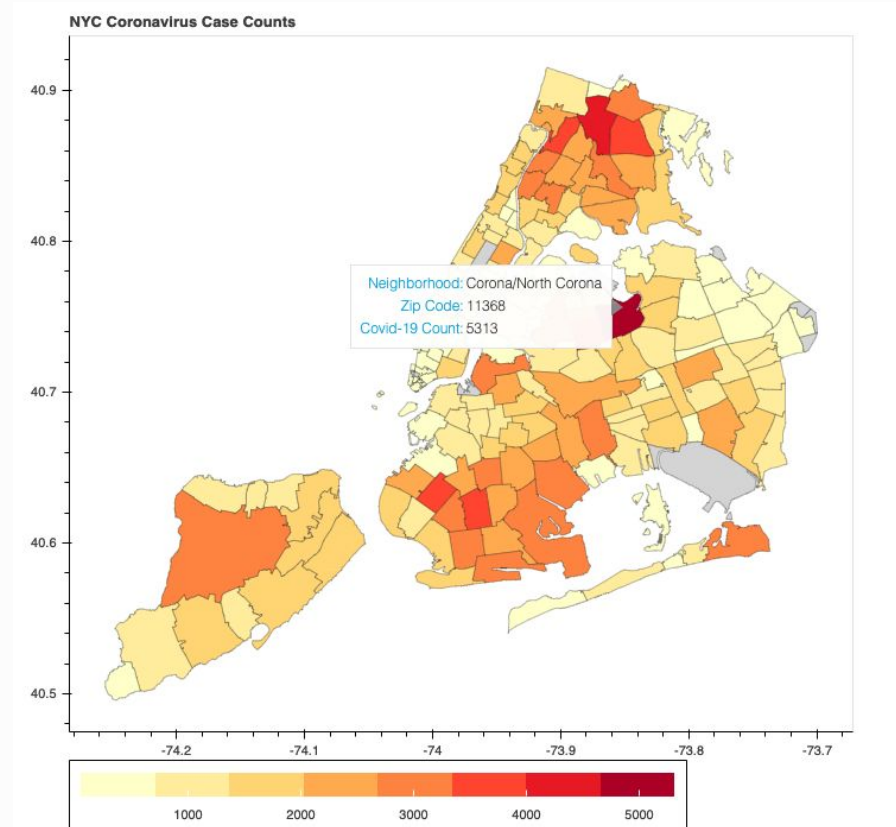 NYC Coronavirus Case Counts
40.9
40.8
Neighborhood: Corona/North Corona
Zip Code: 11368
Covid-19 Count: 5313
40.7
40.6
40.5
-74.2 -74.1 -74 -73.9 -73.8 -73.7
1000 2000 3000 4000 5000